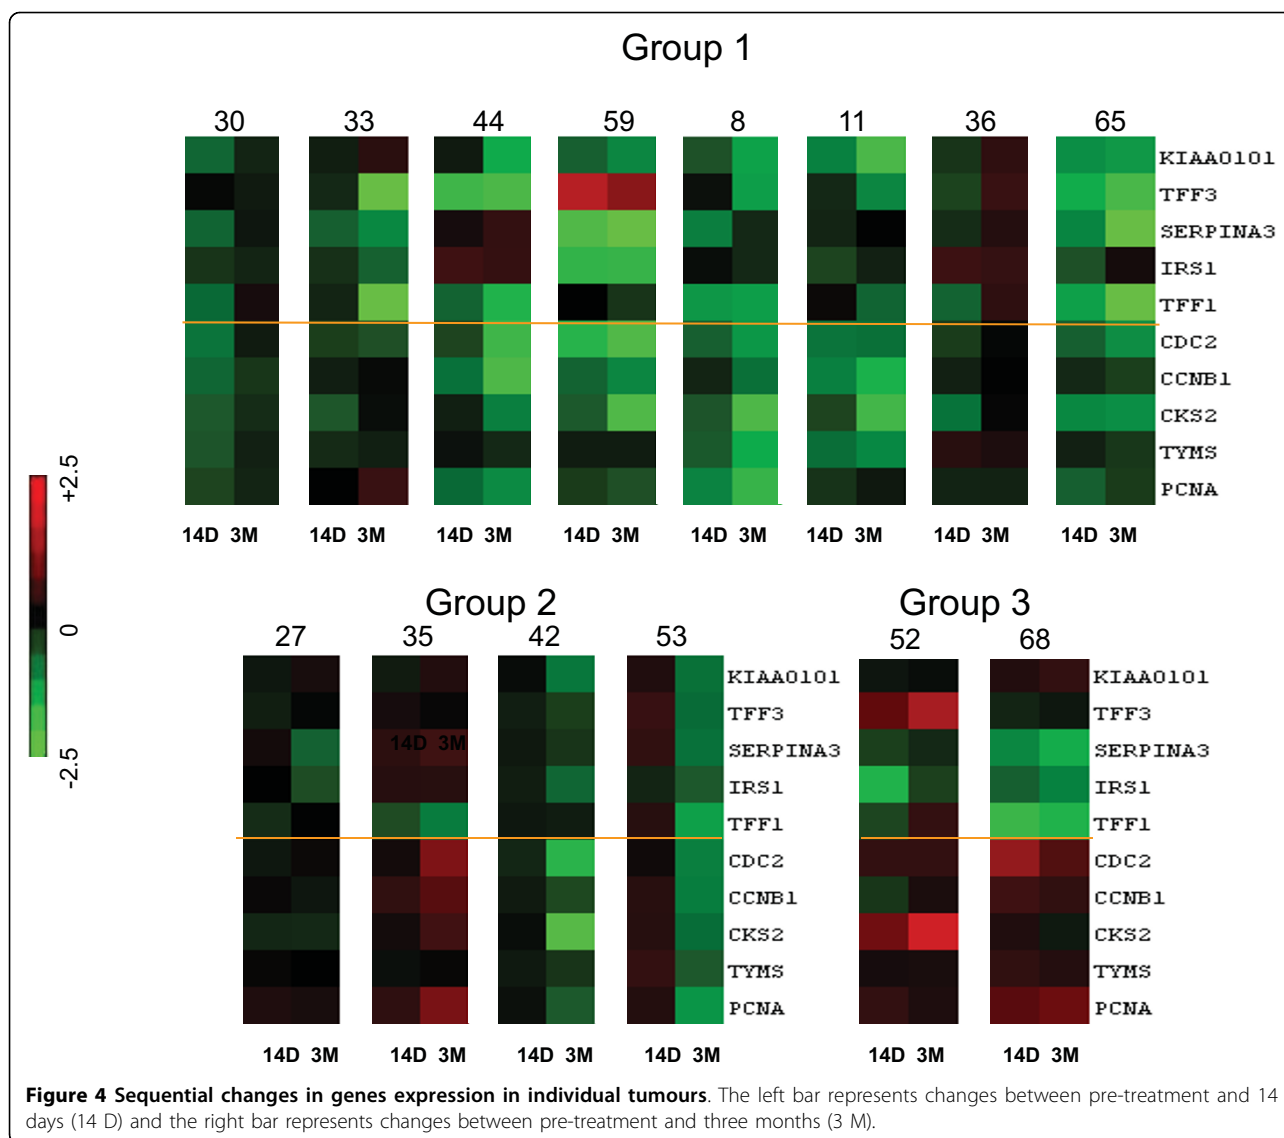 Group 1
30 33 44 59 8 11 36 65
KIAA0101
TFF3
SERPINA3
IRS1
TFF1
CDC2
CCNB1
CKS2
TYMS
PCNA
14D 3M 14D 3M 14D 3M 14D 3M 14D 3M 14D 3M 14D 3M 14D 3M
+2.5
0
-2.5
Group 2
27 35 42 53
KIAA0101
TFF3
14D 3M
SERPINA3
IRS1
TFF1
CDC2
CCNB1
CKS2
TYMS
PCNA
14D 3M 14D 3M 14D 3M 14D 3M
Group 3
52 68
KIAA0101
TFF3
SERPINA3
IRS1
TFF1
CDC2
CCNB1
CKS2
TYMS
PCNA
14D 3M 14D 3M
Figure 4 Sequential changes in genes expression in individual tumours. The left bar represents changes between pre-treatment and 14
days (14 D) and the right bar represents changes between pre-treatment and three months (3 M).